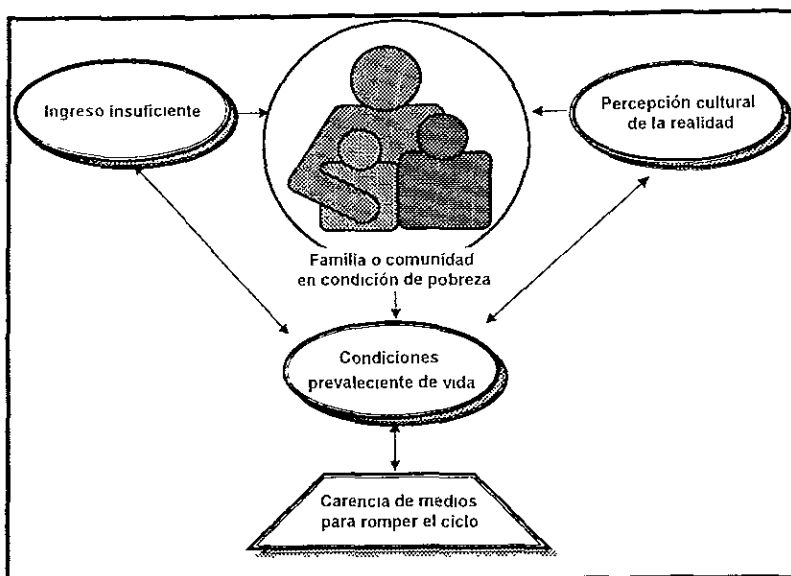 Ingreso insuficiente
Percepción cultural
de la realidad
Familia o comunidad
en condición de pobreza
Condiciones
prevaleciente de vida
Carencia de medios
para romper el ciclo